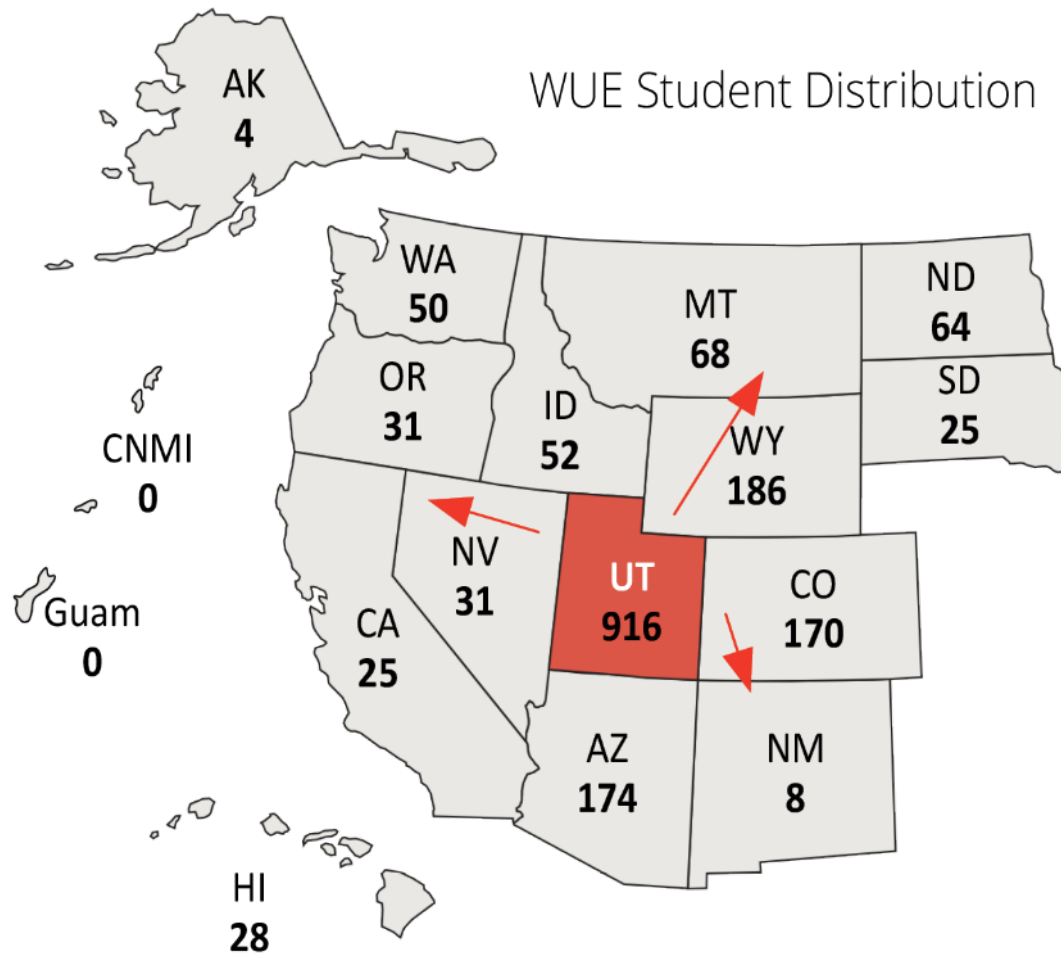 WUE Student Distribution
AK
4
WA
50
MT
68
ND
64
OR
31
ID
52
SD
25
CNMI
0
WY
186
NV
31
UT
916
CO
170
Guam
0
CA
25
AZ
174
NM
8
HI
28